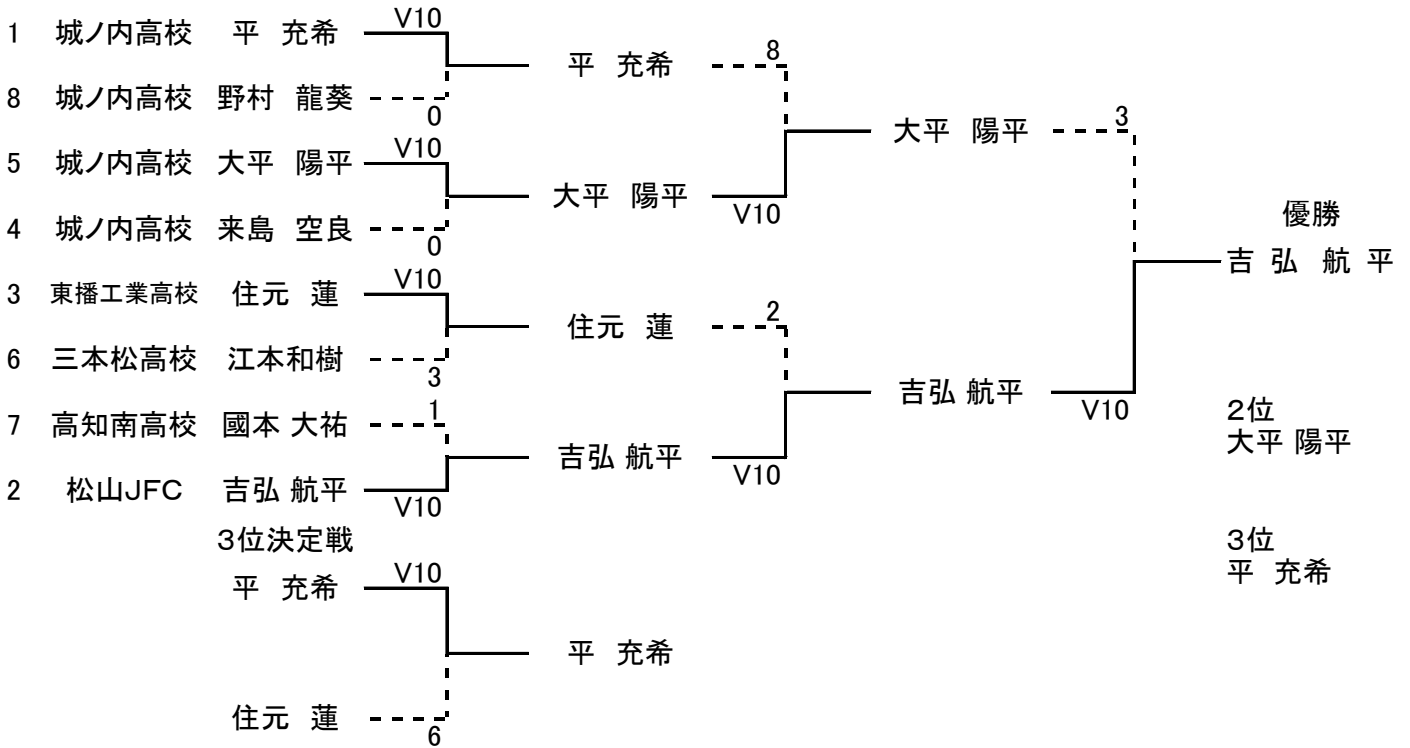 1 城ノ内高校 平 充希 V10
平 充希 8
8 城ノ内高校 野村 龍葵 0
大平 陽平 3
5 城ノ内高校 大平 陽平 V10
大平 陽平 V10
4 城ノ内高校 来島 空良 0
優勝
吉 弘 航 平
3 東播工業高校 住元 蓮 V10
住元 蓮 2
6 三本松高校 江本和樹 3
吉弘 航平 V10
7 高知南高校 國本 大祐 1
2位
大平 陽平
吉弘 航平 V10
2 松山JFC 吉弘 航平 V10
3位決定戦
3位
平 充希 V10
平 充希
平 充希
住元 蓮 6